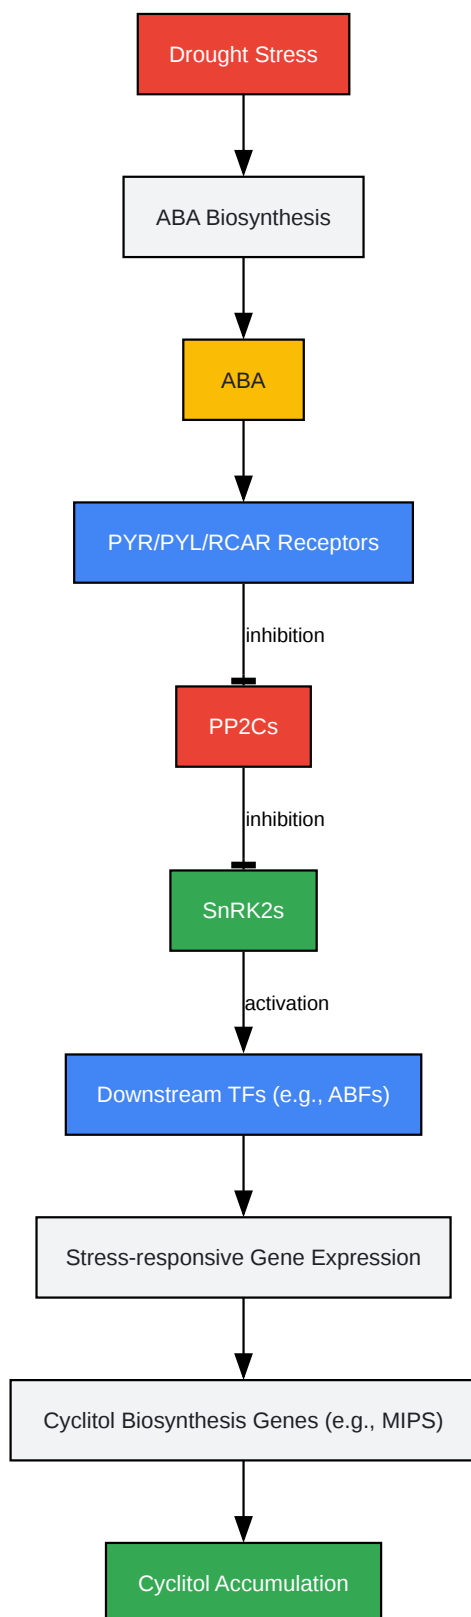 Drought Stress
ABA Biosynthesis
ABA
PYR/PYL/RCAR Receptors
inhibition
PP2Cs
inhibition
SnRK2s
activation
Downstream TFs (e.g., ABFs)
Stress-responsive Gene Expression
Cyclitol Biosynthesis Genes (e.g., MIPS)
Cyclitol Accumulation